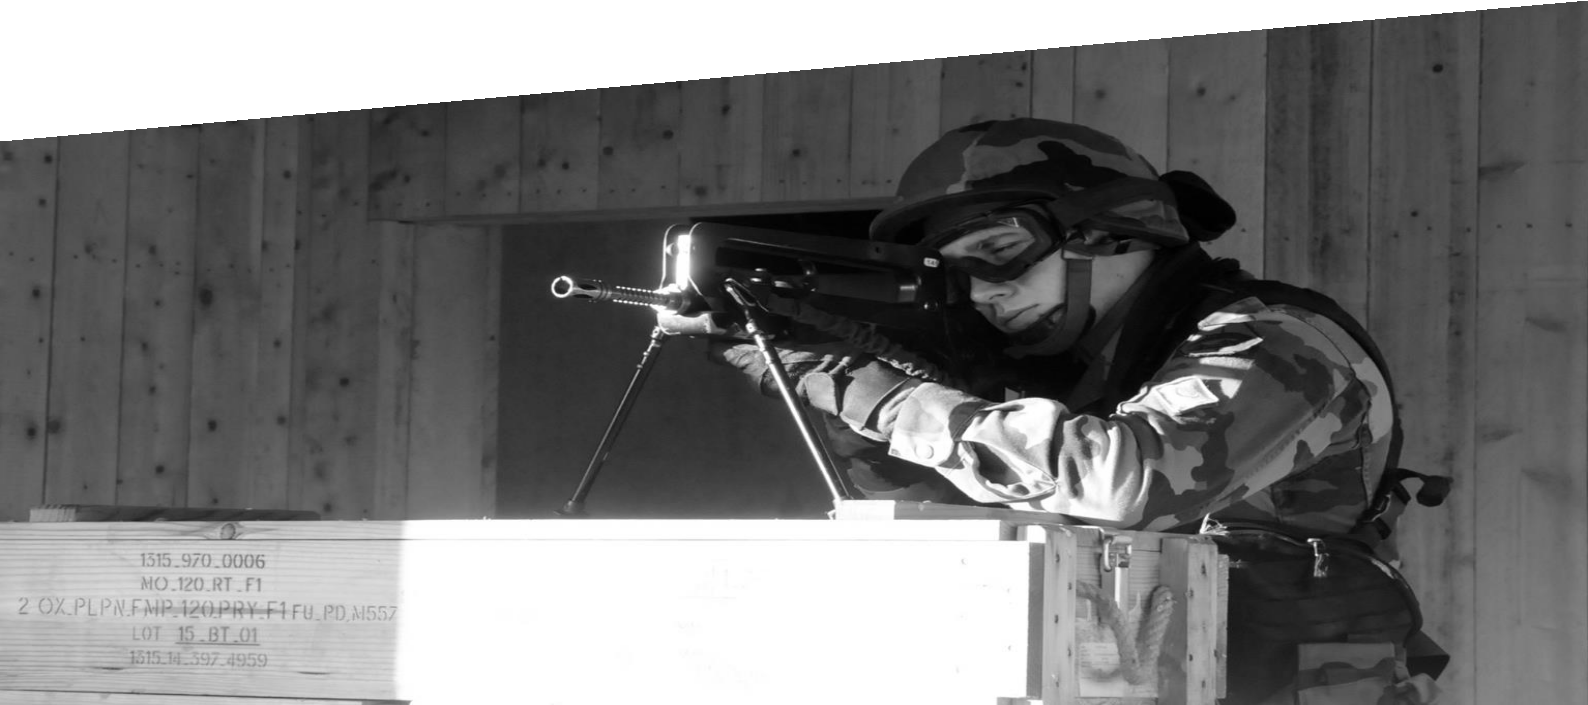 1315_970_0006
MO_120_RT_F1
2 OX_PLPN_FMP_120_PRY_F1 FU_PD_M557
LOT 15_BT_01
1315_14_397_4959